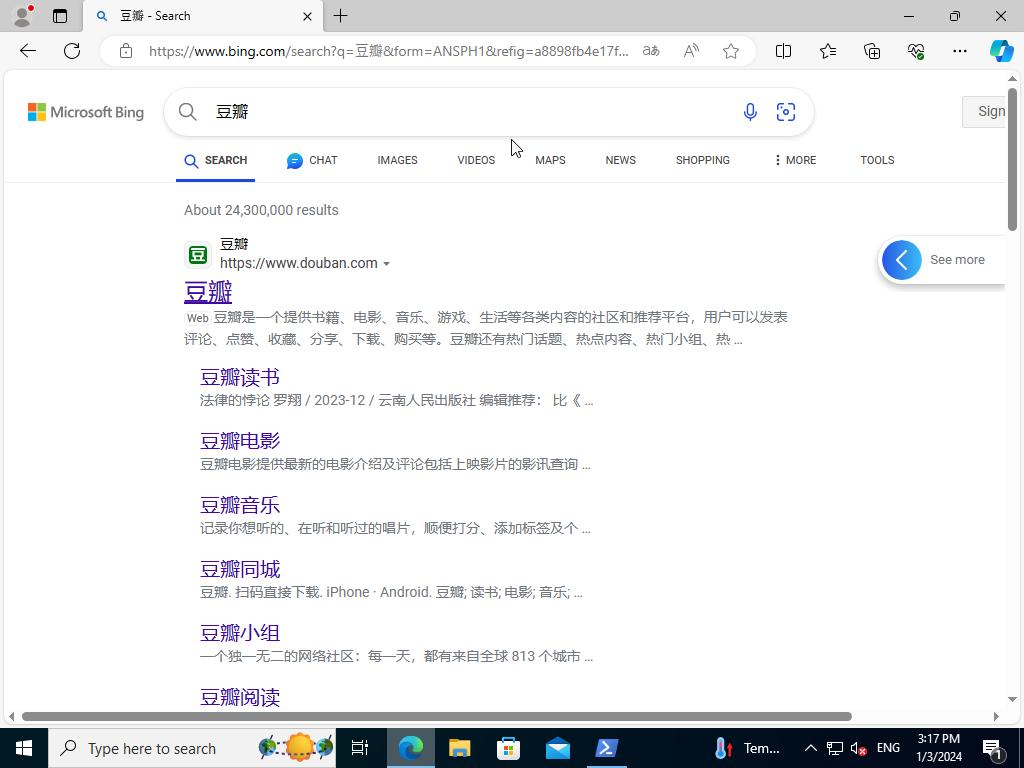 豆瓣 - Search
https://www.bing.com/search?q=豆瓣&form=ANSPH1&refig=a8898fb4e17f...
Microsoft Bing
豆瓣
Sign
SEARCH
CHAT
IMAGES
VIDEOS
MAPS
NEWS
SHOPPING
MORE
TOOLS
About 24,300,000 results
豆瓣
https://www.douban.com
See more
豆瓣
Web 豆瓣是一个提供书籍、电影、音乐、游戏、生活等各类内容的社区和推荐平台，用户可以发表
评论、点赞、收藏、分享、下载、购买等。豆瓣还有热门话题、热点内容、热门小组、热 ...
豆瓣读书
法律的悖论 罗翔 / 2023-12 / 云南人民出版社 编辑推荐： 比《 ...
豆瓣电影
豆瓣电影提供最新的电影介绍及评论包括上映影片的影讯查询 ...
豆瓣音乐
记录你想听的、在听和听过的唱片，顺便打分、添加标签及个 ...
豆瓣同城
豆瓣. 扫码直接下载. iPhone · Android. 豆瓣; 读书; 电影; 音乐; ...
豆瓣小组
一个独一无二的网络社区：每一天，都有来自全球 813 个城市 ...
豆瓣阅读
Type here to search
Tem...
ENG
3:17 PM
1/3/2024
1